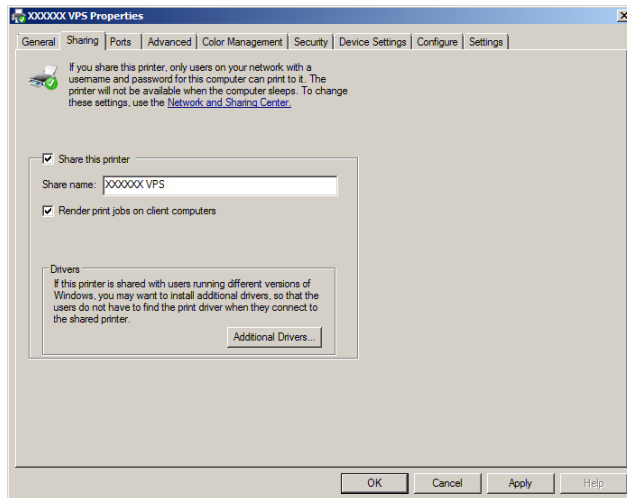 XXXXXX VPS Properties
General Sharing Ports Advanced Color Management Security Device Settings Configure Settings
If you share this printer, only users on your network with a
username and password for this computer can print to it. The
printer will not be available when the computer sleeps. To change
these settings, use the Network and Sharing Center.
Share this printer
Share name: XXXXXX VPS
Render print jobs on client computers
Drivers
If this printer is shared with users running different versions of
Windows, you may want to install additional drivers, so that the
users do not have to find the print driver when they connect to
the shared printer.
Additional Drivers...
OK Cancel Apply Help